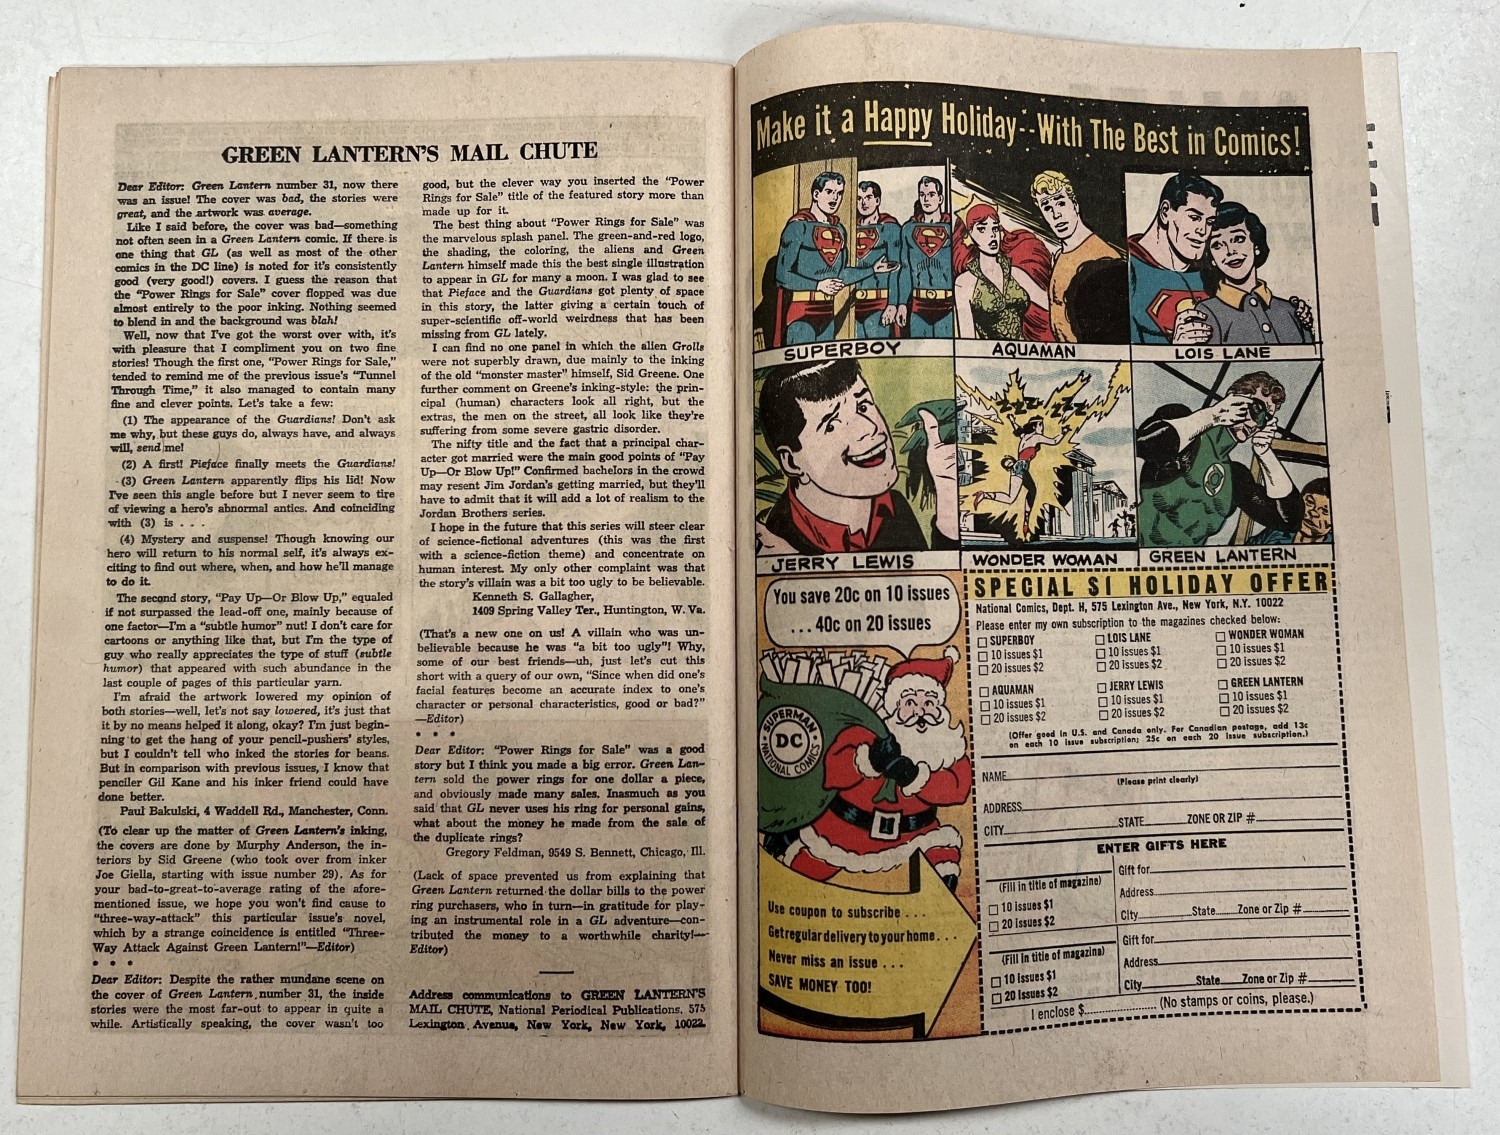 GREEN LANTERN'S MAIL CHUTE
Dear Editor: Green Lantern number 31, now there
was an issue! The cover was bad, the stories were
great, and the artwork was average.
Like I said before, the cover was bad—something
not often seen in a Green Lantern comic. If there is
one thing that GL (as well as most of the other
comics in the DC line) is noted for it's consistently
good (very good!) covers. I guess the reason that
the "Power Rings for Sale" cover flopped was due
almost entirely to the poor inking. Nothing seemed
to blend in and the background was blah!
Well, now that I've got the worst over with, it's
with pleasure that I compliment you on two fine
stories! Though the first one, "Power Rings for Sale,"
tended to remind me of the previous issue's "Tunnel
Through Time," it also managed to contain many
fine and clever points. Let's take a few:
(1) The appearance of the Guardians! Don't ask
me why, but these guys do, always have, and always
will, send me!
(2) A first! Pieface finally meets the Guardians!
(3) Green Lantern apparently flips his lid! Now
I've seen this angle before but I never seem to tire
of viewing a hero's abnormal antics. And coinciding
with (3) is . . .
(4) Mystery and suspense! Though knowing our
hero will return to his normal self, it's always ex-
citing to find out where, when, and how he'll manage
to do it.
The second story, "Pay Up—Or Blow Up," equaled
if not surpassed the lead-off one, mainly because of
one factor—I'm a "subtle humor" nut! I don't care for
cartoons or anything like that, but I'm the type of
guy who really appreciates the type of stuff (subtle
humor) that appeared with such abundance in the
last couple of pages of this particular yarn.
I'm afraid the artwork lowered my opinion of
both stories—well, let's not say lowered, it's just that
it by no means helped it along, okay? I'm just begin-
ning to get the hang of your pencil-pushers' styles,
but I couldn't tell who inked the stories for beans.
But in comparison with previous issues, I know that
penciler Gil Kane and his inker friend could have
done better.
Paul Bakulski, 4 Waddell Rd., Manchester, Conn.
(To clear up the matter of Green Lantern's inking,
the covers are done by Murphy Anderson, the in-
teriors by Sid Greene (who took over from inker
Joe Giella, starting with issue number 29). As for
your bad-to-great-to-average rating of the afore-
mentioned issue, we hope you won't find cause to
"three-way-attack" this particular issue's novel,
which by a strange coincidence is entitled "Three-
Way Attack Against Green Lantern!"—Editor)
• • •
Dear Editor: Despite the rather mundane scene on
the cover of Green Lantern number 31, the inside
stories were the most far-out to appear in quite a
while. Artistically speaking, the cover wasn't too
good, but the clever way you inserted the "Power
Rings for Sale" title of the featured story more than
made up for it.
The best thing about "Power Rings for Sale" was
the marvelous splash panel. The green-and-red logo,
the shading, the coloring, the aliens and Green
Lantern himself made this the best single illustration
to appear in GL for many a moon. I was glad to see
that Pieface and the Guardians got plenty of space
in this story, the latter giving a certain touch of
super-scientific off-world weirdness that has been
missing from GL lately.
I can find no one panel in which the alien Grolls
were not superbly drawn, due mainly to the inking
of the old "monster master" himself, Sid Greene. One
further comment on Greene's inking-style: the prin-
cipal (human) characters look all right, but the
extras, the men on the street, all look like they're
suffering from some severe gastric disorder.
The nifty title and the fact that a principal char-
acter got married were the main good points of "Pay
Up—Or Blow Up!" Confirmed bachelors in the crowd
may resent Jim Jordan's getting married, but they'll
have to admit that it will add a lot of realism to the
Jordan Brothers series.
I hope in the future that this series will steer clear
of science-fictional adventures (this was the first
with a science-fiction theme) and concentrate on
human interest. My only other complaint was that
the story's villain was a bit too ugly to be believable.
Kenneth S. Gallagher,
1409 Spring Valley Ter., Huntington, W. Va.
(That's a new one on us! A villain who was un-
believable because he was "a bit too ugly"! Why,
some of our best friends—uh, just let's cut this
short with a query of our own, "Since when did one's
facial features become an accurate index to one's
character or personal characteristics, good or bad?"
—Editor)
• • •
Dear Editor: "Power Rings for Sale" was a good
story but I think you made a big error. Green Lan-
tern sold the power rings for one dollar a piece,
and obviously made many sales. Inasmuch as you
said that GL never uses his ring for personal gains,
what about the money he made from the sale of
the duplicate rings?
Gregory Feldman, 9549 S. Bennett, Chicago, Ill.
(Lack of space prevented us from explaining that
Green Lantern returned the dollar bills to the power
ring purchasers, who in turn—in gratitude for play-
ing an instrumental role in a GL adventure—con-
tributed the money to a worthwhile charity!—
Editor)
Address communications to GREEN LANTERN'S
MAIL CHUTE, National Periodical Publications, 575
Lexington Avenue, New York, New York, 10022.
Make it a Happy Holiday--With The Best in Comics!
SUPERBOY
AQUAMAN
LOIS LANE
ZZZZ ZZZ
JERRY LEWIS
WONDER WOMAN
GREEN LANTERN
You save 20c on 10 issues
... 40c on 20 issues
SUPERMAN
DC
NATIONAL COMICS
Use coupon to subscribe . . .
Get regular delivery to your home. . .
Never miss an issue . . .
SAVE MONEY TOO!
SPECIAL $1 HOLIDAY OFFER
National Comics, Dept. H, 575 Lexington Ave., New York, N.Y. 10022
Please enter my own subscription to the magazines checked below:
SUPERBOY
10 issues $1
20 issues $2
LOIS LANE
10 issues $1
20 issues $2
WONDER WOMAN
10 issues $1
20 issues $2
AQUAMAN
10 issues $1
20 issues $2
JERRY LEWIS
10 issues $1
20 issues $2
GREEN LANTERN
10 issues $1
20 issues $2
(Offer good in U.S. and Canada only. For Canadian postage, add 13c
on each 10 issue subscription; 25c on each 20 issue subscription.)
NAME
(Please print clearly)
ADDRESS
CITY STATE ZONE OR ZIP #
ENTER GIFTS HERE
(Fill in title of magazine)
10 issues $1
20 issues $2
Gift for
Address
City State Zone or Zip #
(Fill in title of magazine)
10 issues $1
20 issues $2
Gift for
Address
City State Zone or Zip #
I enclose $ (No stamps or coins, please.)